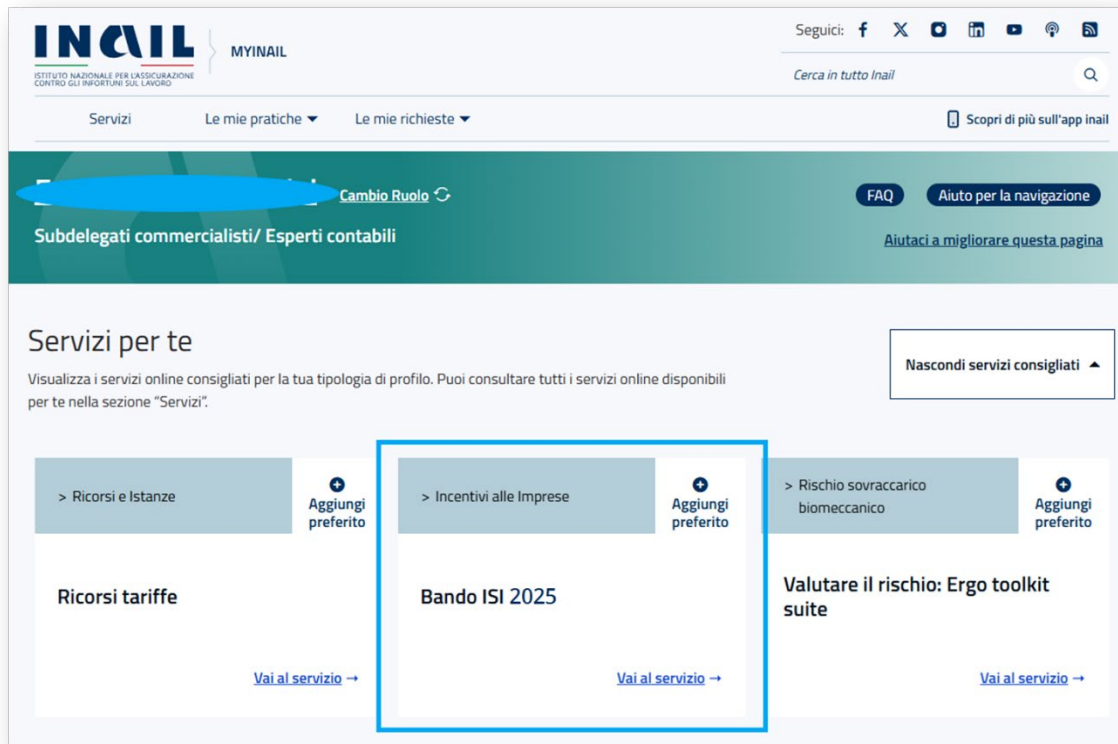 INAIL
ISTITUTO NAZIONALE PER L'ASSICURAZIONE
CONTRO GLI INFORTUNI SUL LAVORO
MYINAIL
Seguici:
Cerca in tutto Inail
Servizi
Le mie pratiche
Le mie richieste
Scopri di più sull'app inail
Cambio Ruolo
FAQ
Aiuto per la navigazione
Subdelegati commercialisti/ Esperti contabili
Aiutaci a migliorare questa pagina
Servizi per te
Visualizza i servizi online consigliati per la tua tipologia di profilo. Puoi consultare tutti i servizi online disponibili
per te nella sezione “Servizi”.
Nascondi servizi consigliati
> Ricorsi e Istanze
Aggiungi
preferito
Ricorsi tariffe
Vai al servizio →
> Incentivi alle Imprese
Aggiungi
preferito
Bando ISI 2025
Vai al servizio →
> Rischio sovraccarico
biomeccanico
Aggiungi
preferito
Valutare il rischio: Ergo toolkit
suite
Vai al servizio →